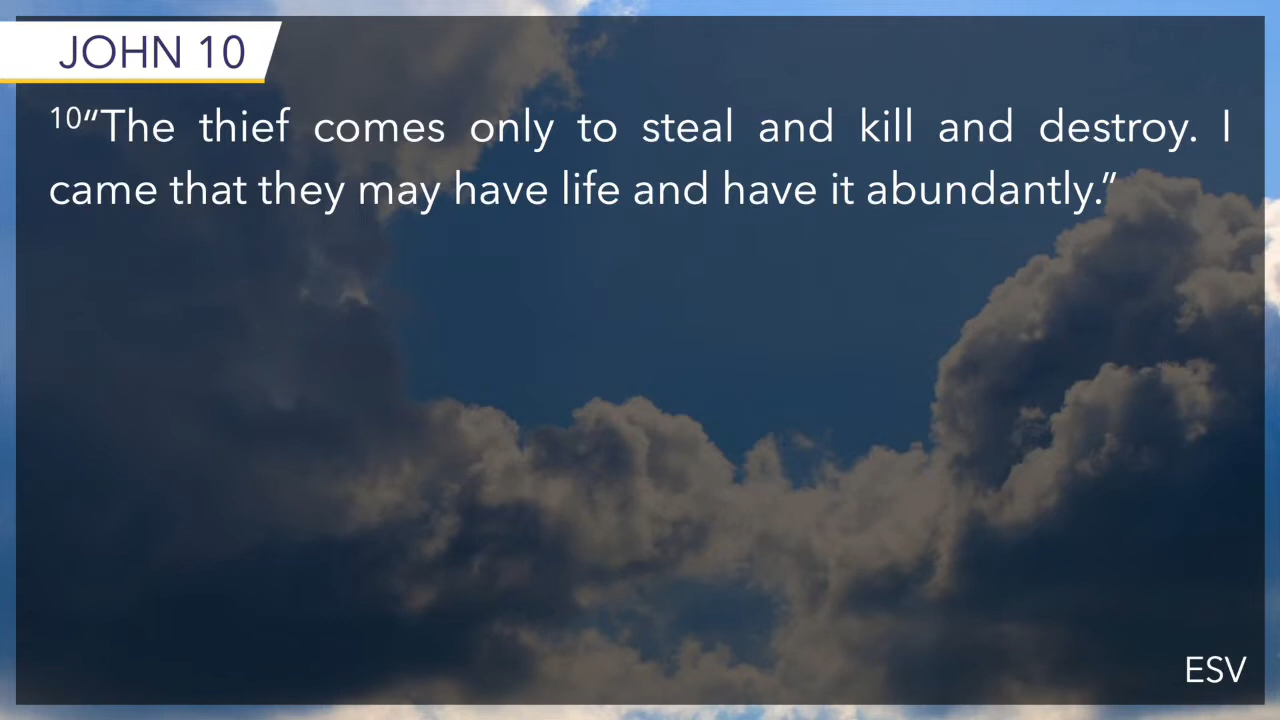 JOHN 10
¹⁰“The thief comes only to steal and kill and destroy. I
came that they may have life and have it abundantly.”
ESV